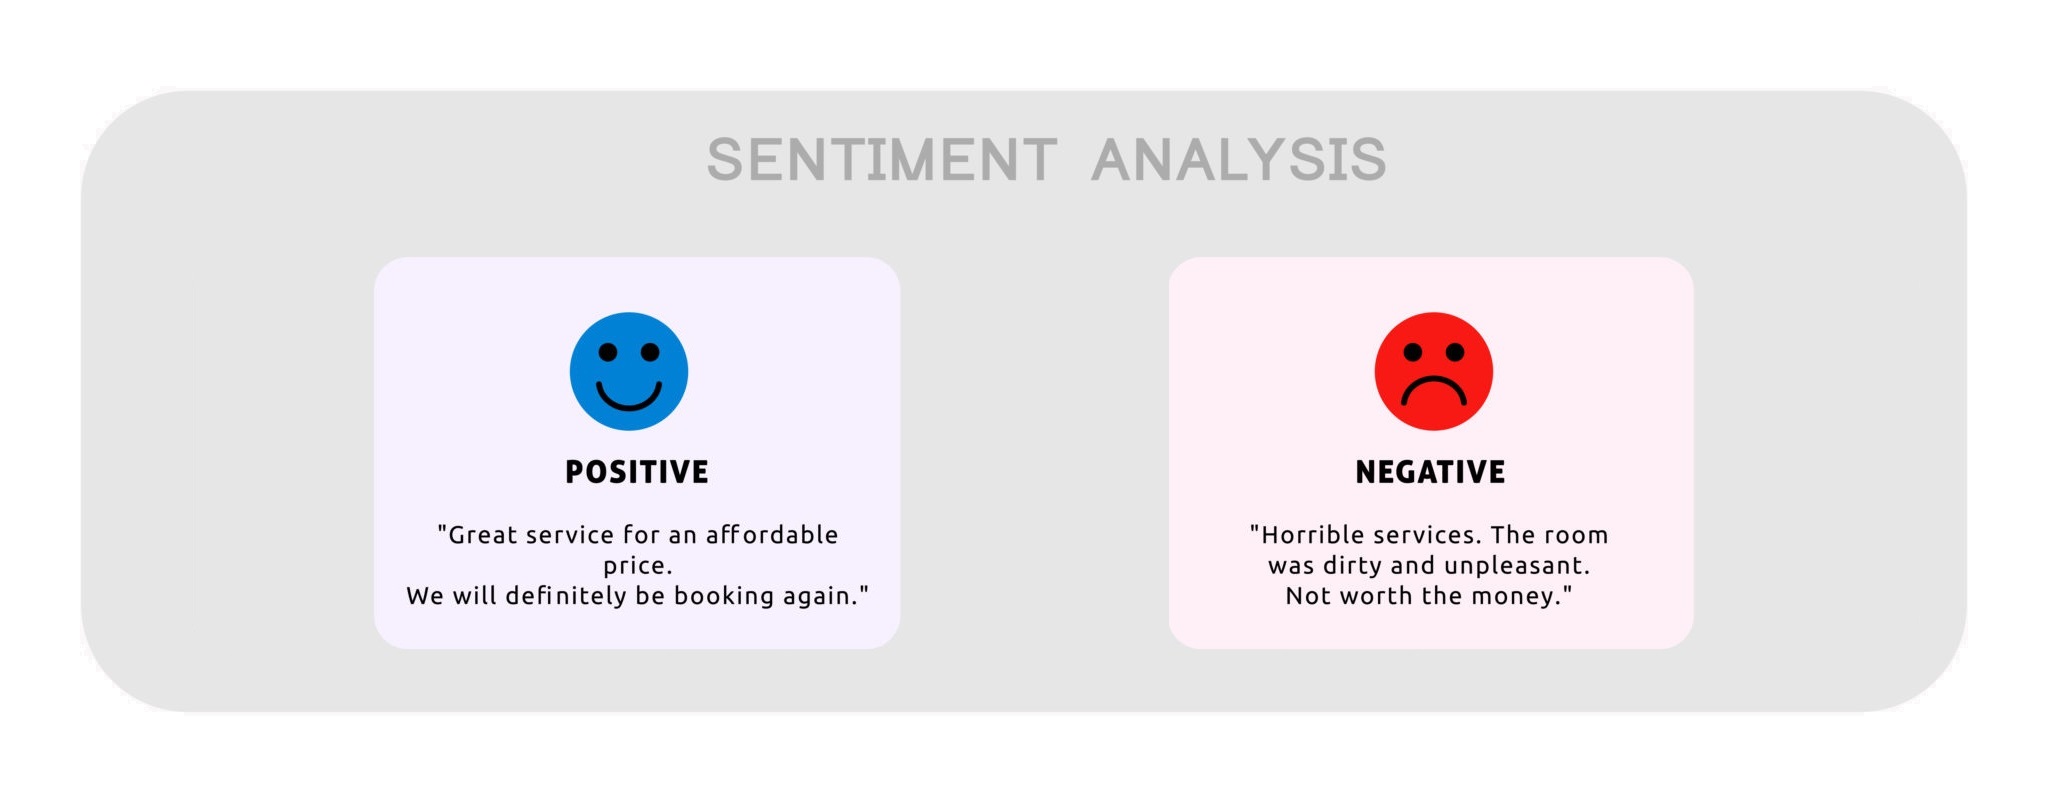 SENTIMENT ANALYSIS
POSITIVE
"Great service for an affordable
price.
We will definitely be booking again."
NEGATIVE
"Horrible services. The room
was dirty and unpleasant.
Not worth the money."